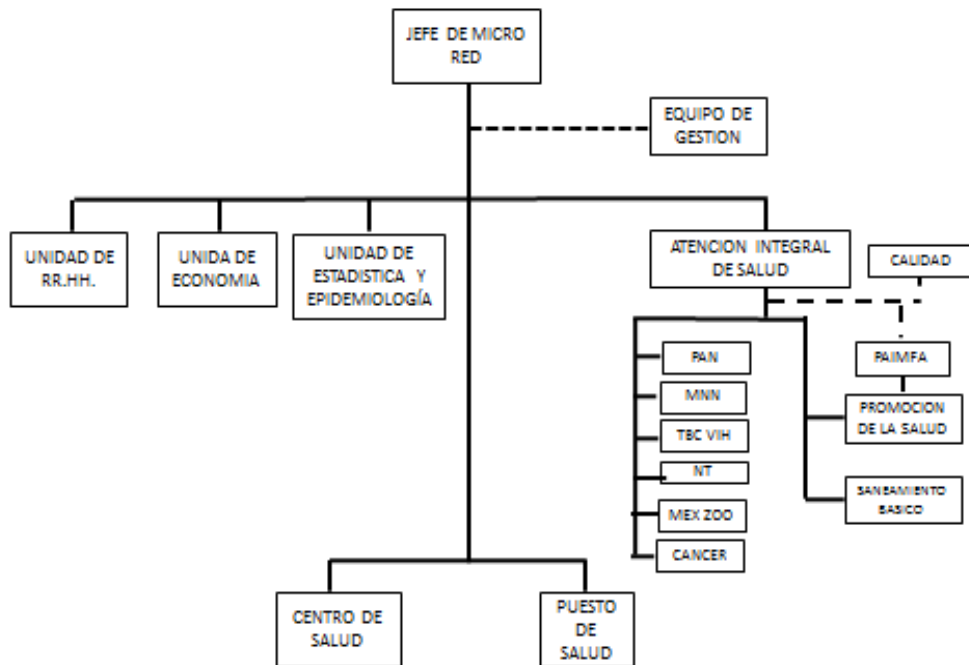 JEFE DE MICRO
RED
EQUIPO DE
GESTION
UNIDAD DE
RR.HH.
UNIDA DE
ECONOMIA
UNIDAD DE
ESTADISTICA Y
EPIDEMIOLOGÍA
ATENCION INTEGRAL
DE SALUD
CALIDAD
PAN
MNN
TBC VIH
NT
MEX ZOO
CANCER
PAIMFA
PROMOCION
DE LA SALUD
SANEAMIENTO
BASICO
CENTRO DE
SALUD
PUESTO
DE
SALUD